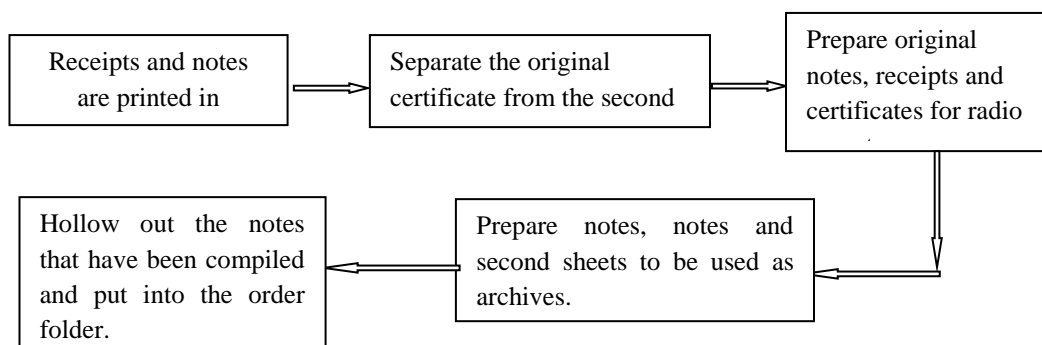 Receipts and notes
are printed in
Separate the original
certificate from the second
Prepare original
notes, receipts and
certificates for radio
Prepare notes, notes and
second sheets to be used as
archives.
Hollow out the notes
that have been compiled
and put into the order
folder.